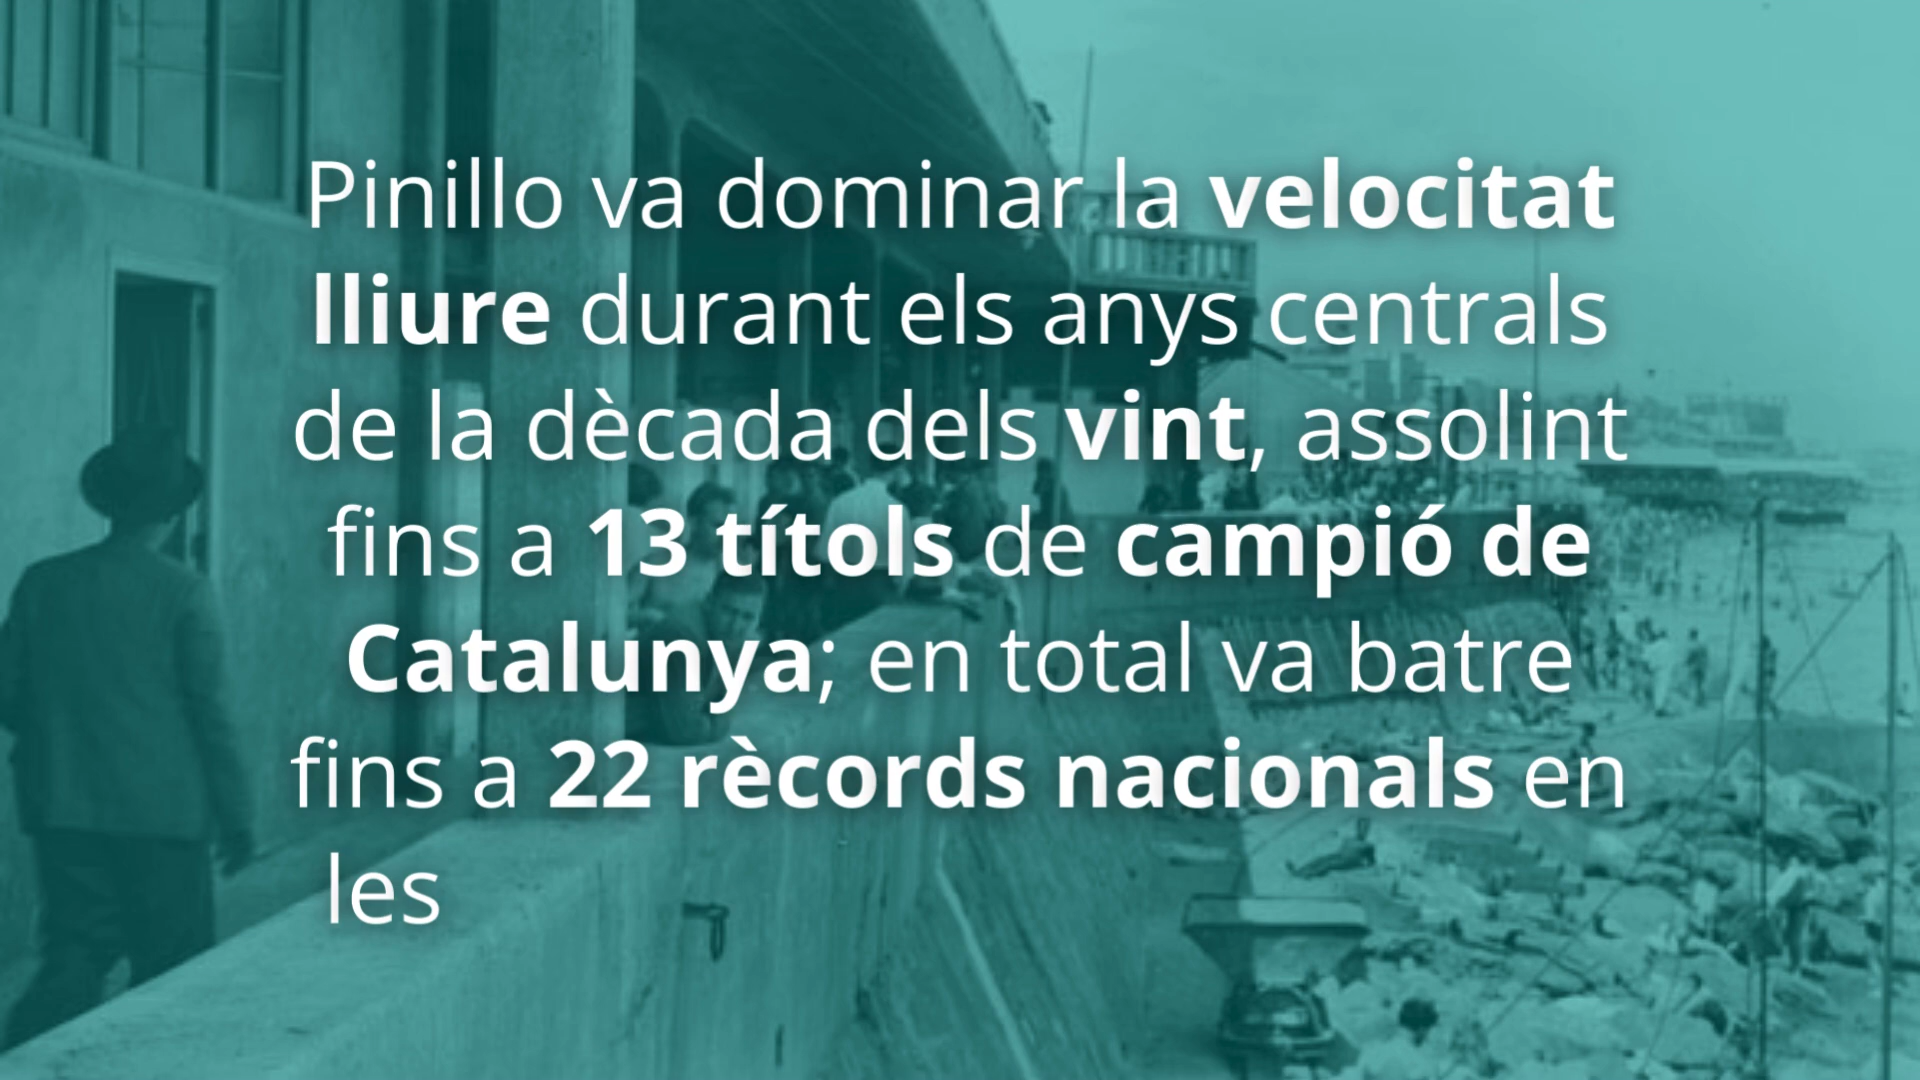 Pinillo va dominar la velocitat
lliure durant els anys centrals
de la dècada dels vint, assolint
fins a 13 títols de campió de
Catalunya; en total va batre
fins a 22 rècords nacionals en
les